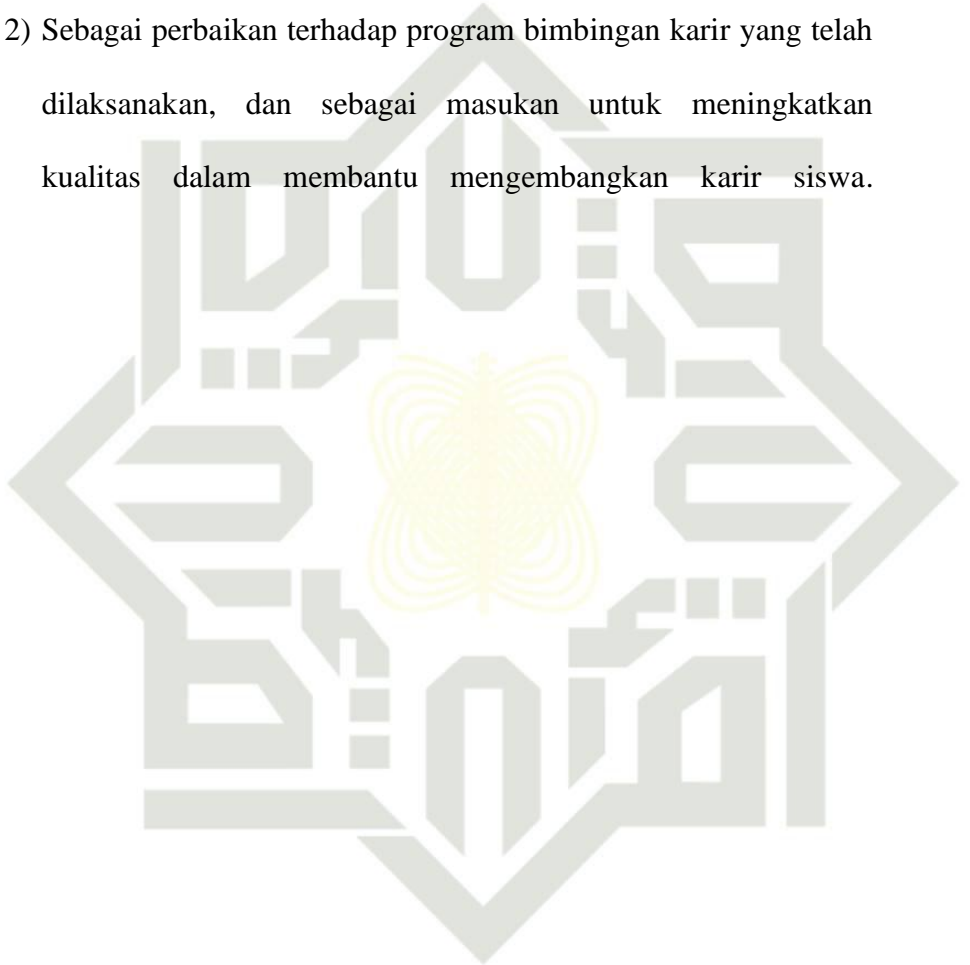 2) Sebagai perbaikan terhadap program bimbingan karir yang telah
dilaksanakan, dan sebagai masukan untuk meningkatkan
kualitas dalam membantu mengembangkan karir siswa.